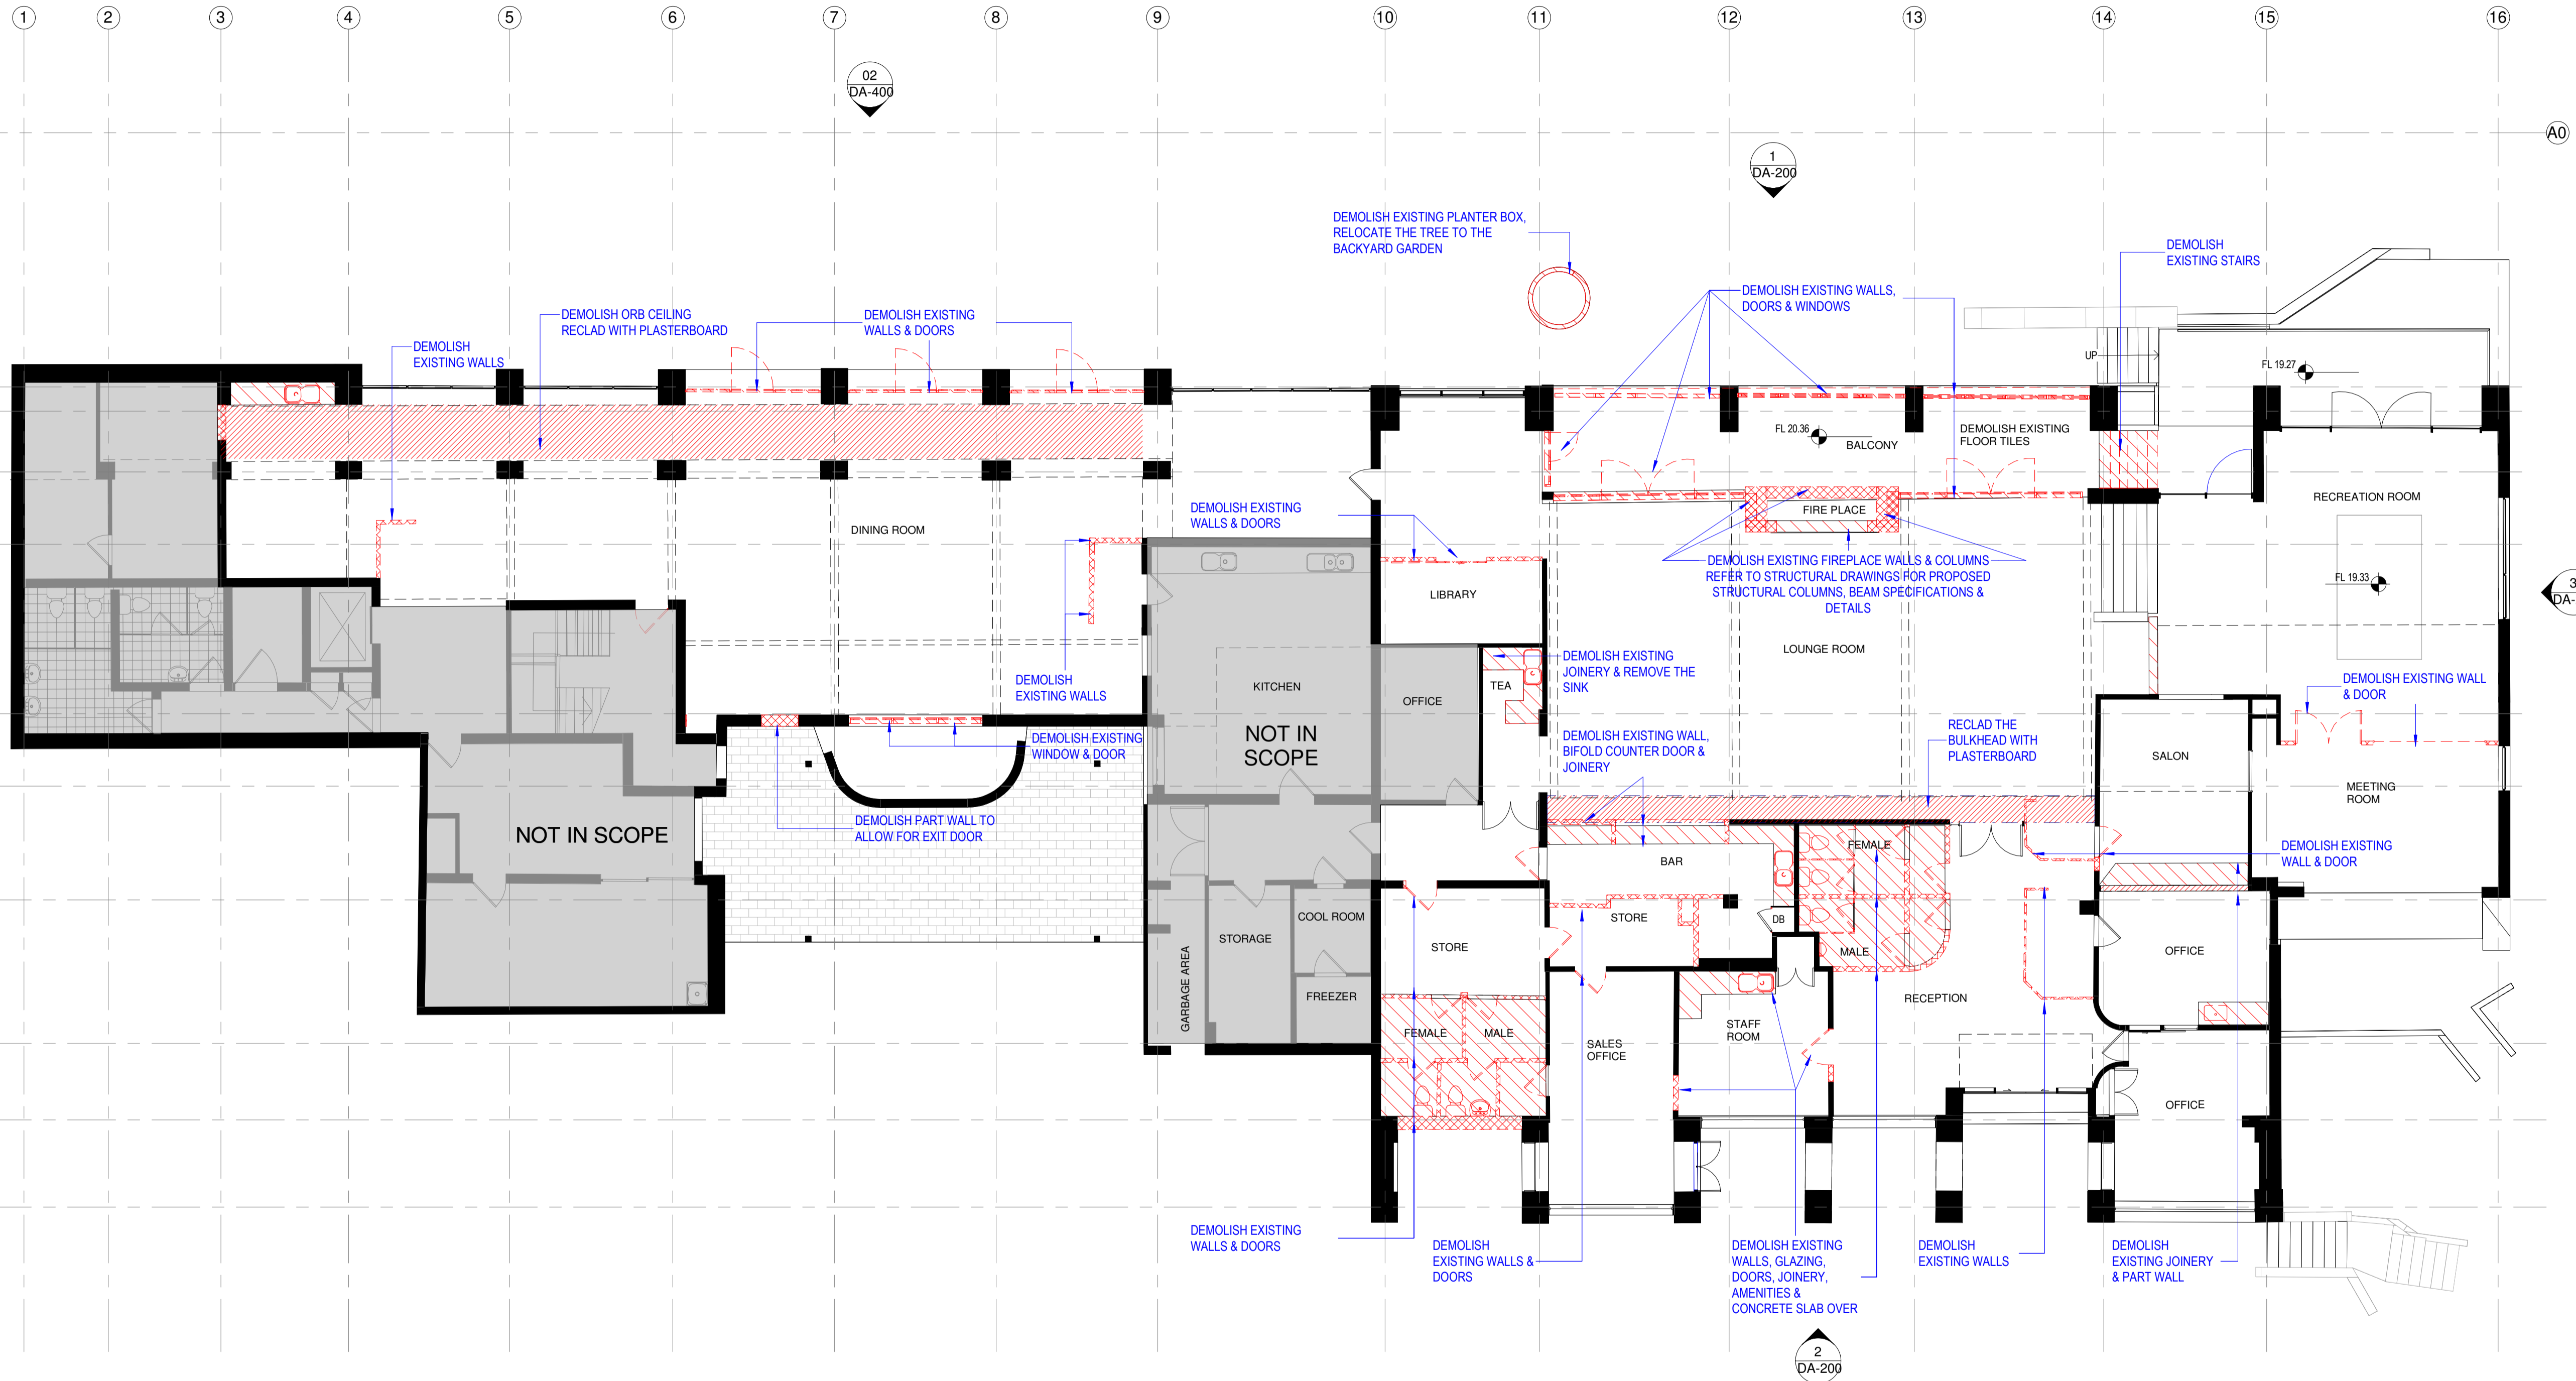 1
2
3
4
5
6
7
8
9
10
11
12
13
14
15
16
02
DA-400
A0
1
DA-200
DEMOLISH EXISTING PLANTER BOX,
RELOCATE THE TREE TO THE
BACKYARD GARDEN
DEMOLISH
EXISTING STAIRS
DEMOLISH EXISTING WALLS,
DOORS & WINDOWS
DEMOLISH ORB CEILING
RECLAD WITH PLASTERBOARD
DEMOLISH EXISTING
WALLS & DOORS
DEMOLISH
EXISTING WALLS
UP
FL 19.27
FL 20.36
BALCONY
DEMOLISH EXISTING
FLOOR TILES
RECREATION ROOM
DINING ROOM
DEMOLISH EXISTING
WALLS & DOORS
FIRE PLACE
DEMOLISH EXISTING FIREPLACE WALLS & COLUMNS
REFER TO STRUCTURAL DRAWINGS FOR PROPOSED
STRUCTURAL COLUMNS, BEAM SPECIFICATIONS &
DETAILS
FL 19.33
3
DA-
LIBRARY
LOUNGE ROOM
DEMOLISH EXISTING
JOINERY & REMOVE THE
SINK
TEA
DEMOLISH
EXISTING WALLS
KITCHEN
OFFICE
DEMOLISH EXISTING WALL
& DOOR
NOT IN
SCOPE
DEMOLISH EXISTING
WINDOW & DOOR
DEMOLISH EXISTING WALL,
BIFOLD COUNTER DOOR &
JOINERY
RECLAD THE
BULKHEAD WITH
PLASTERBOARD
SALON
MEETING
ROOM
DEMOLISH PART WALL TO
ALLOW FOR EXIT DOOR
NOT IN SCOPE
BAR
FEMALE
DEMOLISH EXISTING
WALL & DOOR
COOL ROOM
STORE
DB
STORAGE
STORE
MALE
OFFICE
GARBAGE AREA
FREEZER
RECEPTION
FEMALE
MALE
STAFF
ROOM
SALES
OFFICE
OFFICE
DEMOLISH EXISTING
WALLS & DOORS
DEMOLISH
EXISTING WALLS &
DOORS
DEMOLISH EXISTING
WALLS, GLAZING,
DOORS, JOINERY,
AMENITIES &
CONCRETE SLAB OVER
DEMOLISH
EXISTING WALLS
DEMOLISH
EXISTING JOINERY
& PART WALL
2
DA-200